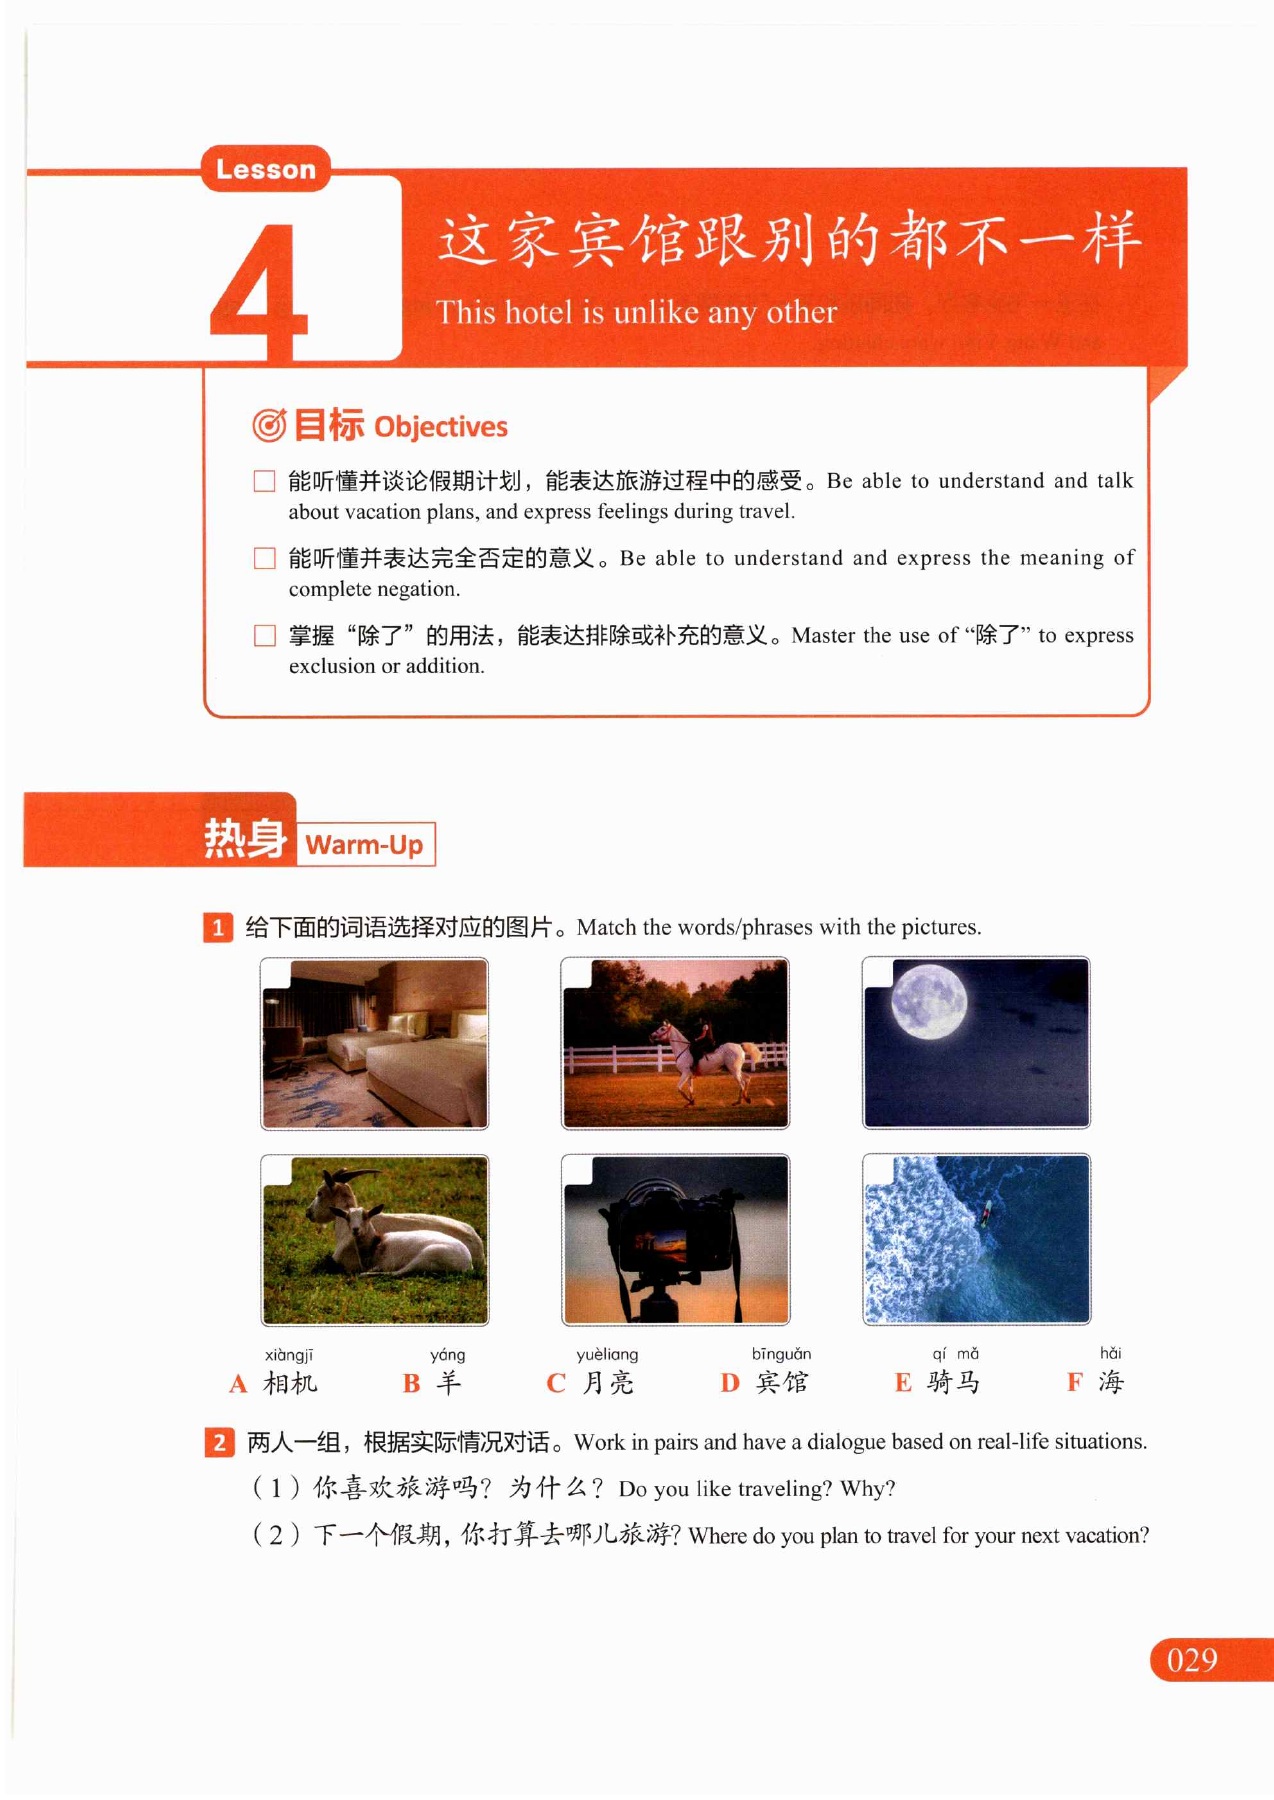 Lesson
4
这家宾馆跟别的都不一样
This hotel is unlike any other
目标 Objectives
□ 能听懂并谈论假期计划，能表达旅游过程中的感受。Be able to understand and talk
about vacation plans, and express feelings during travel.
□ 能听懂并表达完全否定的意义。Be able to understand and express the meaning of
complete negation.
□ 掌握“除了”的用法，能表达排除或补充的意义。Master the use of “除了” to express
exclusion or addition.
热身 Warm-Up
1 给下面的词语选择对应的图片。Match the words/phrases with the pictures.
xiàngjī yáng yuèliang bīnguǎn qí mǎ hǎi
A 相机 B 羊 C 月亮 D 宾馆 E 骑马 F 海
2 两人一组，根据实际情况对话。Work in pairs and have a dialogue based on real-life situations.
（1）你喜欢旅游吗？为什么？Do you like traveling? Why?
（2）下一个假期，你打算去哪儿旅游？Where do you plan to travel for your next vacation?
029